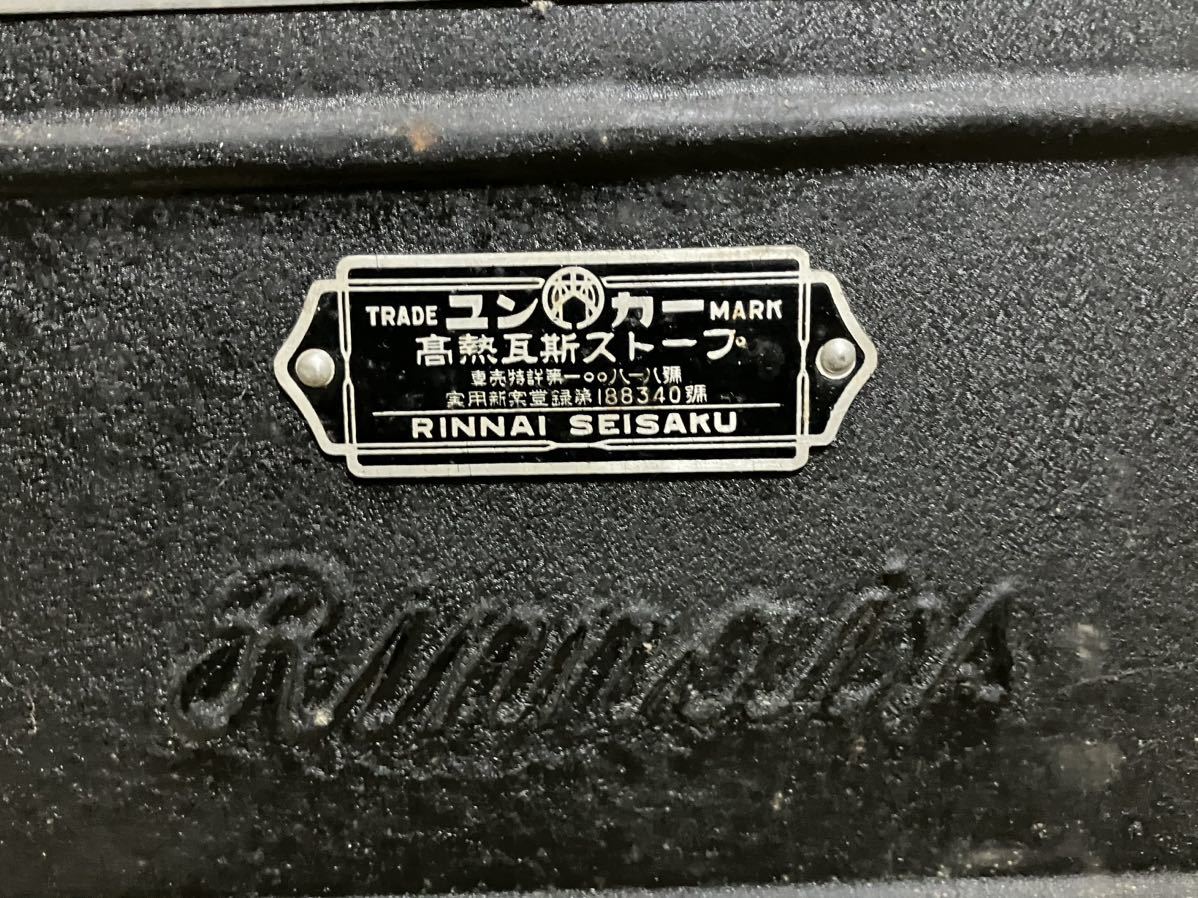 TRADE ユンカー MARK
高熱瓦斯ストーブ
専売特許第一〇〇八一八號
実用新案登録第188340號
RINNAI SEISAKU
Rinnai's